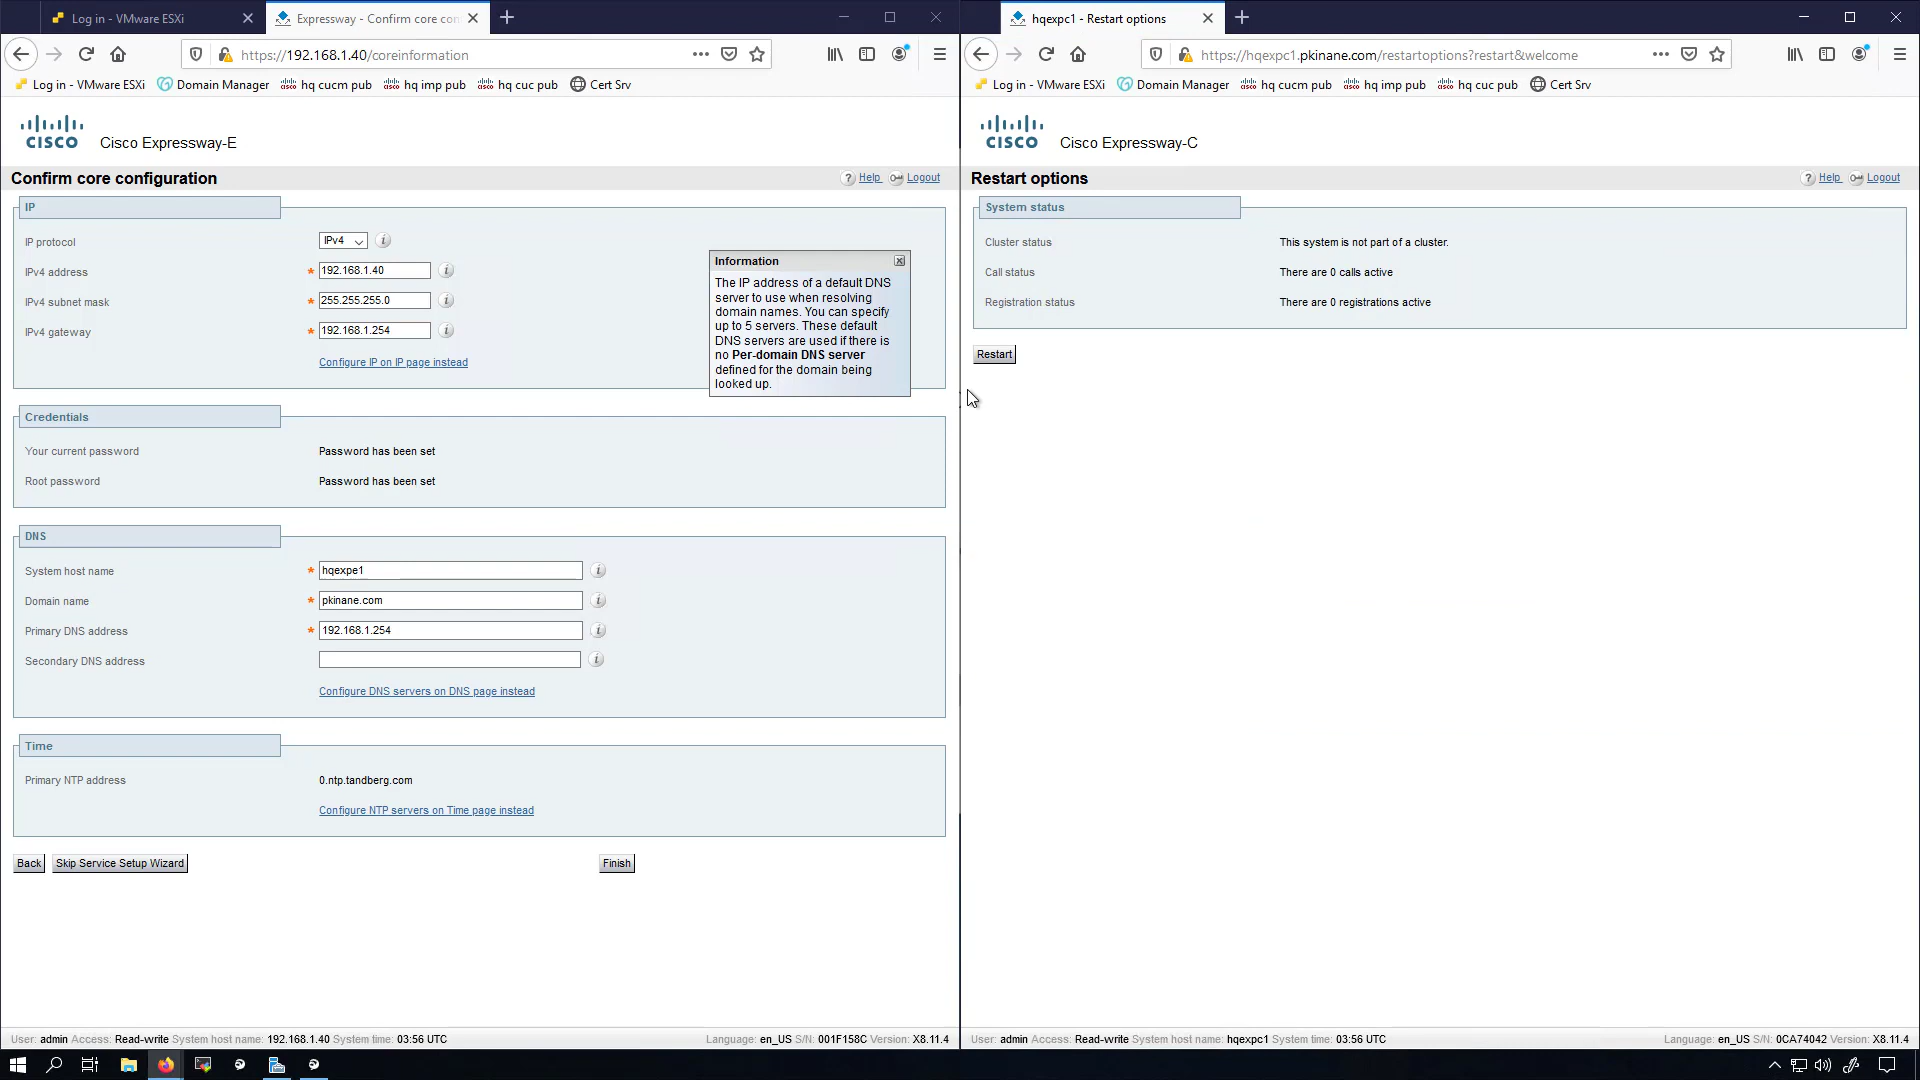 Log in - VMware ESXi
Expressway - Confirm core con
https://192.168.1.40/coreinformation
Log in - VMware ESXi
Domain Manager
hq cucm pub
hq imp pub
hq cuc pub
Cert Srv
CISCO
Cisco Expressway-E
Confirm core configuration
Help
Logout
IP
IP protocol
IPv4
IPv4 address
* 192.168.1.40
IPv4 subnet mask
* 255.255.255.0
IPv4 gateway
* 192.168.1.254
Configure IP on IP page instead
Information
The IP address of a default DNS
server to use when resolving
domain names. You can specify
up to 5 servers. These default
DNS servers are used if there is
no Per-domain DNS server
defined for the domain being
looked up.
Credentials
Your current password
Password has been set
Root password
Password has been set
DNS
System host name
* hqexpe1
Domain name
* pkinane.com
Primary DNS address
* 192.168.1.254
Secondary DNS address
Configure DNS servers on DNS page instead
Time
Primary NTP address
0.ntp.tandberg.com
Configure NTP servers on Time page instead
Back
Skip Service Setup Wizard
Finish
User: admin Access: Read-write System host name: 192.168.1.40 System time: 03:56 UTC
Language: en_US S/N: 001F158C Version: X8.11.4
hqexpc1 - Restart options
https://hqexpc1.pkinane.com/restartoptions?restart&welcome
Log in - VMware ESXi
Domain Manager
hq cucm pub
hq imp pub
hq cuc pub
Cert Srv
CISCO
Cisco Expressway-C
Restart options
Help
Logout
System status
Cluster status
This system is not part of a cluster.
Call status
There are 0 calls active
Registration status
There are 0 registrations active
Restart
User: admin Access: Read-write System host name: hqexpc1 System time: 03:56 UTC
Language: en_US S/N: 0CA74042 Version: X8.11.4